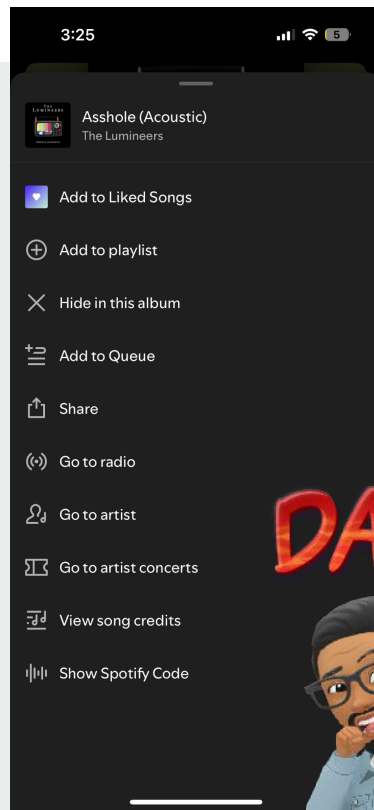 3:25
5
THE
LUMINEERS
Asshole (Acoustic)
The Lumineers
Add to Liked Songs
Add to playlist
Hide in this album
Add to Queue
Share
Go to radio
Go to artist
Go to artist concerts
View song credits
Show Spotify Code
DA